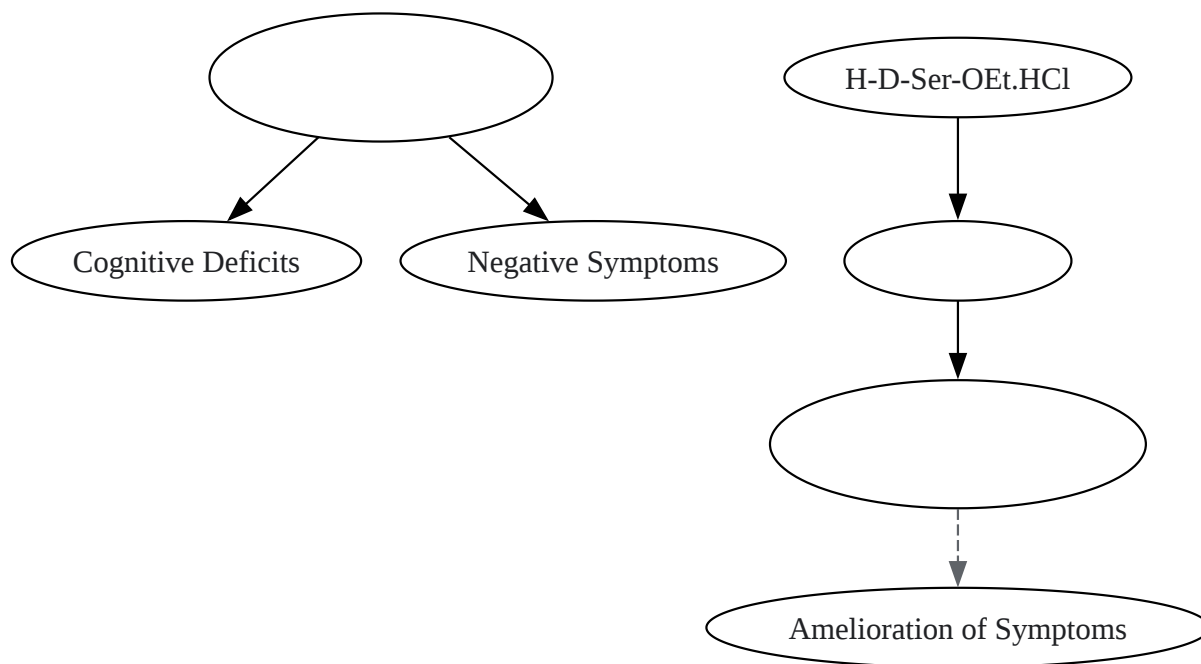 H-D-Ser-OEt.HCl
Cognitive Deficits
Negative Symptoms
Amelioration of Symptoms